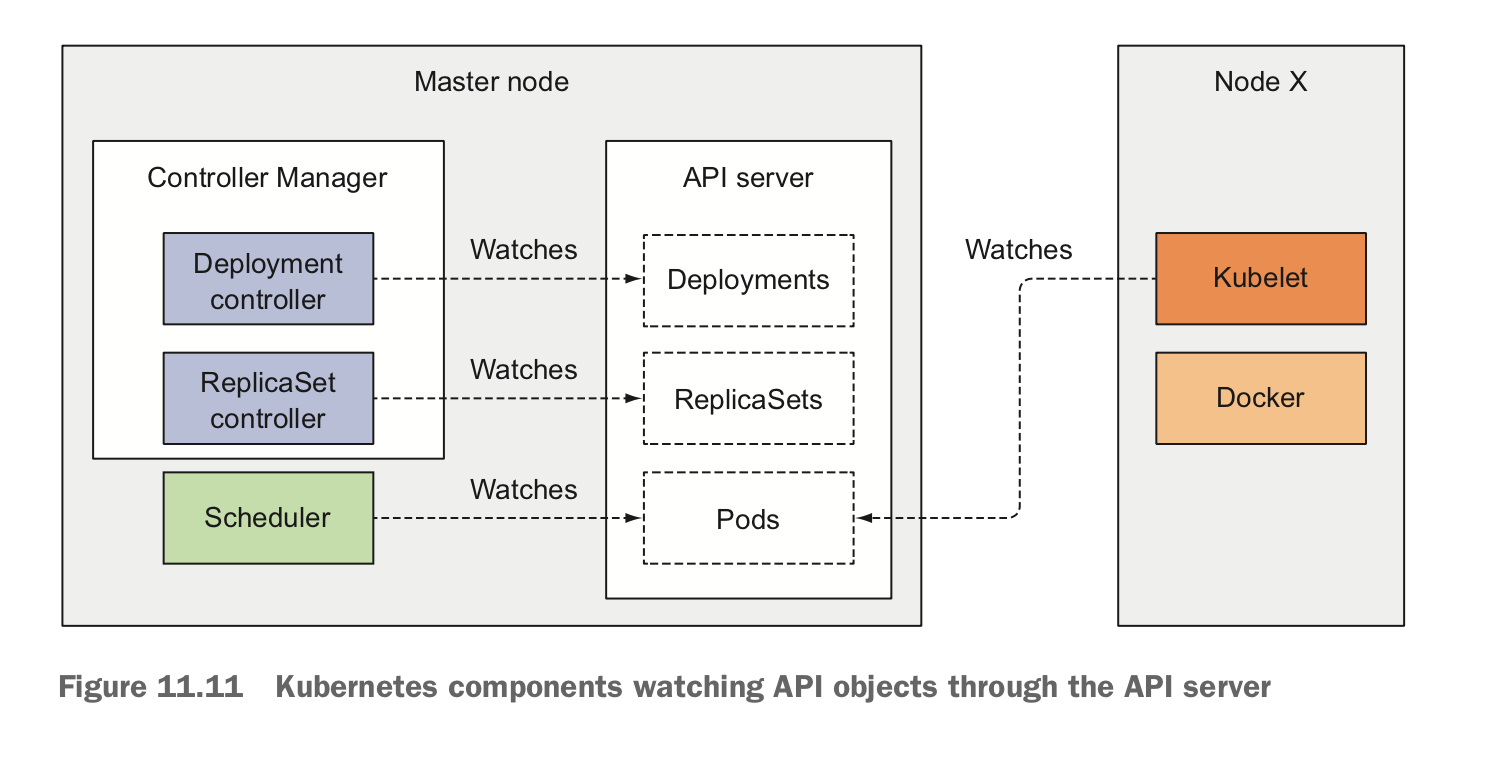 Master node
Node X
Controller Manager
API server
Deployment
controller
Watches
Deployments
Watches
Kubelet
ReplicaSet
controller
Watches
ReplicaSets
Docker
Scheduler
Watches
Pods
Figure 11.11 Kubernetes components watching API objects through the API server